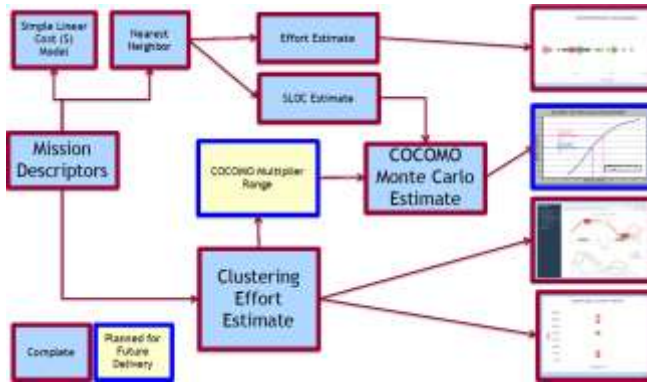 Simple Linear
Cost ($) 
Model
Nearest
Neighbor
Effort Estimate
SLOC Estimate
Mission
Descriptors
COCOMO Multiplier
Range
COCOMO
Monte Carlo
Estimate
Clustering
Effort
Estimate
Complete
Planned for
Future
Delivery